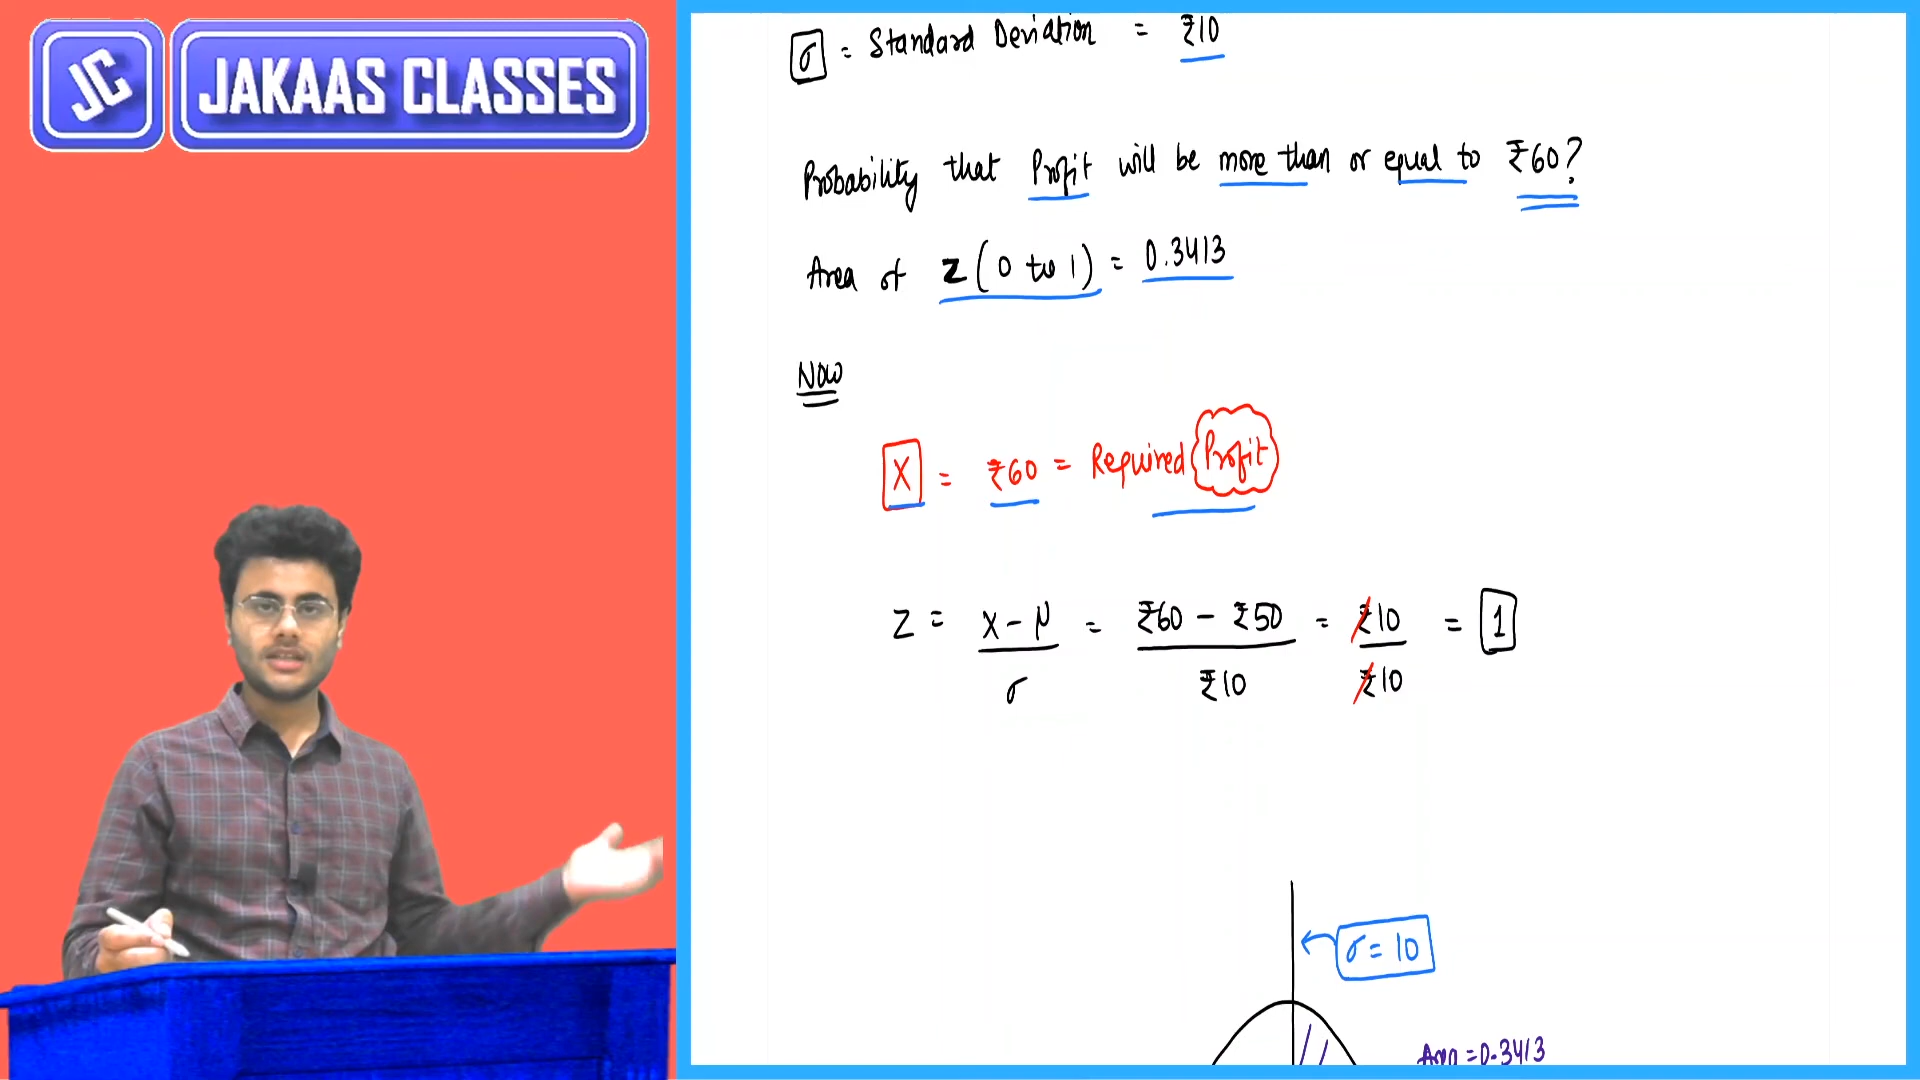 JC JAKAAS CLASSES
σ = Standard Deviation = ₹10
Probability that Profit will be more than or equal to ₹60?
Area of Z(0 to 1) = 0.3413
Now
X = ₹60 = Required Profit
Z = X - μ / σ = ₹60 - ₹50 / ₹10 = ₹10 / ₹10 = 1
σ = 10
Area = 0.3413